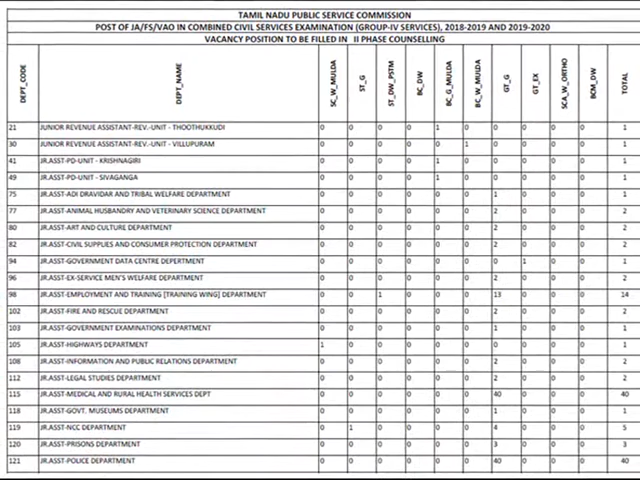 TAMIL NADU PUBLIC SERVICE COMMISSION
POST OF JA/FS/VAO IN COMBINED CIVIL SERVICES EXAMINATION (GROUP-IV SERVICES), 2018-2019 AND 2019-2020
VACANCY POSITION TO BE FILLED IN II PHASE COUNSELLING
DEPT_CODE DEPT_NAME SC_W_MULDA ST_G ST_DW_PSTM BC_DW BC_G_MULDA BC_W_MULDA GT_G GT_EX SCA_W_ORTHO BCM_DW TOTAL
21 JUNIOR REVENUE ASSISTANT-REV.-UNIT - THOOTHUKKUDI 0 0 0 0 1 0 0 0 0 0 1
30 JUNIOR REVENUE ASSISTANT-REV.-UNIT - VILLUPURAM 0 0 0 0 0 1 0 0 0 0 1
41 JR.ASST-PD-UNIT - KRISHNAGIRI 0 0 0 0 1 0 0 0 0 0 1
49 JR.ASST-PD-UNIT - SIVAGANGA 0 0 0 0 1 0 0 0 0 0 1
75 JR.ASST-ADI DRAVIDAR AND TRIBAL WELFARE DEPARTMENT 0 0 0 0 0 0 1 0 0 0 1
77 JR.ASST-ANIMAL HUSBANDRY AND VETERINARY SCIENCE DEPARTMENT 0 0 0 0 0 0 2 0 0 0 2
80 JR.ASST-ART AND CULTURE DEPARTMENT 0 0 0 0 0 0 2 0 0 0 2
82 JR.ASST-CIVIL SUPPLIES AND CONSUMER PROTECTION DEPARTMENT 0 0 0 0 0 0 2 0 0 0 2
94 JR.ASST-GOVERNMENT DATA CENTRE DEPERTMENT 0 0 0 0 0 0 0 1 0 0 1
96 JR.ASST-EX-SERVICE MEN'S WELFARE DEPARTMENT 0 0 0 0 0 0 2 0 0 0 2
98 JR.ASST-EMPLOYMENT AND TRAINING [TRAINING WING] DEPARTMENT 0 0 1 0 0 0 13 0 0 0 14
102 JR.ASST-FIRE AND RESCUE DEPARTMENT 0 0 0 0 0 0 2 0 0 0 2
103 JR.ASST-GOVERNMENT EXAMINATIONS DEPARTMENT 0 0 0 0 0 0 1 0 0 0 1
105 JR.ASST-HIGHWAYS DEPARTMENT 1 0 0 0 0 0 0 0 0 0 1
108 JR.ASST-INFORMATION AND PUBLIC RELATIONS DEPARTMENT 0 0 0 0 0 0 2 0 0 0 2
112 JR.ASST-LEGAL STUDIES DEPARTMENT 0 0 0 0 0 0 2 0 0 0 2
115 JR.ASST-MEDICAL AND RURAL HEALTH SERVICES DEPT 0 0 0 0 0 0 40 0 0 0 40
118 JR.ASST-GOVT. MUSEUMS DEPARTMENT 0 0 0 0 0 0 1 0 0 0 1
119 JR.ASST-NCC DEPARTMENT 0 1 0 0 0 0 4 0 0 0 5
120 JR.ASST-PRISONS DEPARTMENT 0 0 0 0 0 0 3 0 0 0 3
121 JR.ASST-POLICE DEPARTMENT 0 0 0 0 0 0 40 0 0 0 40